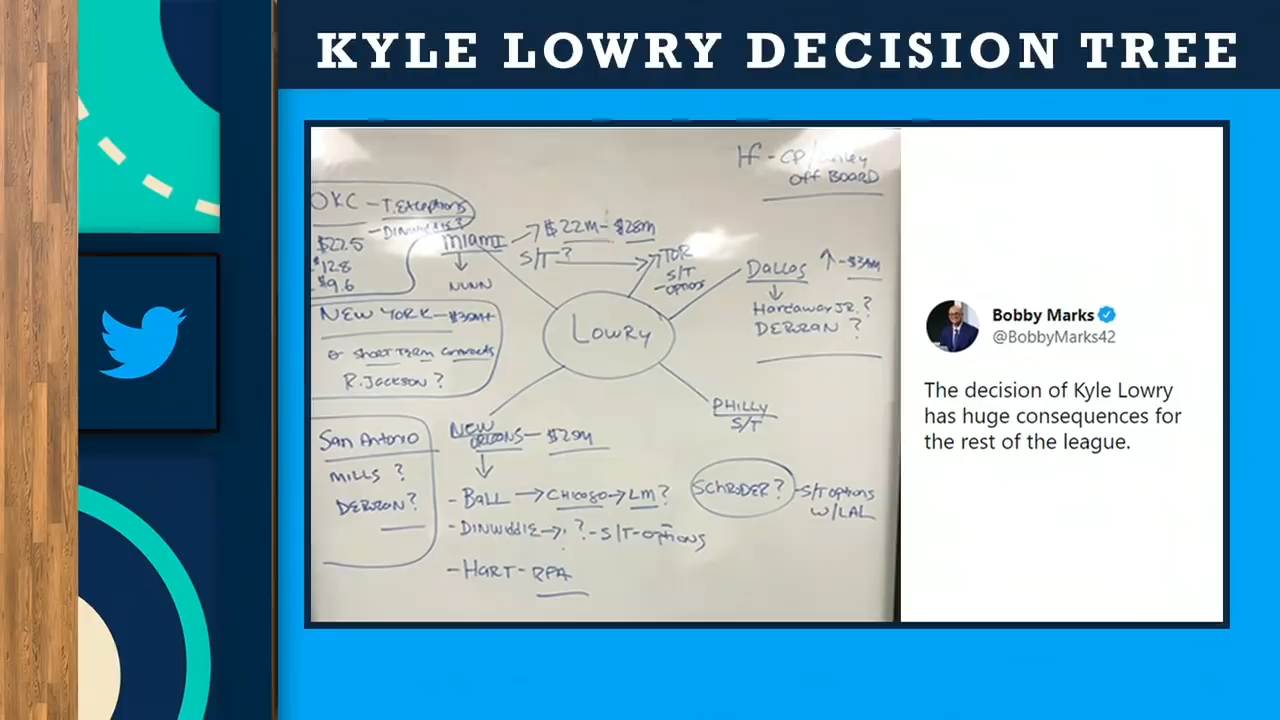 KYLE LOWRY DECISION TREE
If - CP/
OFF BOARD
OKC - T. Exceptions
- DINWIDDIE?
$22.5
$12.8
$9.6
MIAMI → $22M - $28M
S/T? → TOR
S/T
- options
↓
NUNN
Dallas ↑ - $34M
↓
Hardaway JR. ?
DEROZAN ?
LOWRY
NEW YORK - $30M+
& SHORT TERM CONTRACTS
R. JACKSON ?
PHILLY
S/T
San Antonio
MILLS ?
DEROZAN ?
NEW
ORLEANS - $29M
↓
- BALL → CHICAGO → LM ?
- DINWIDDIE → ? - S/T - options
- HART - RFA
SCHRODER? - S/T options
W/LAL
Bobby Marks
@BobbyMarks42
The decision of Kyle Lowry
has huge consequences for
the rest of the league.